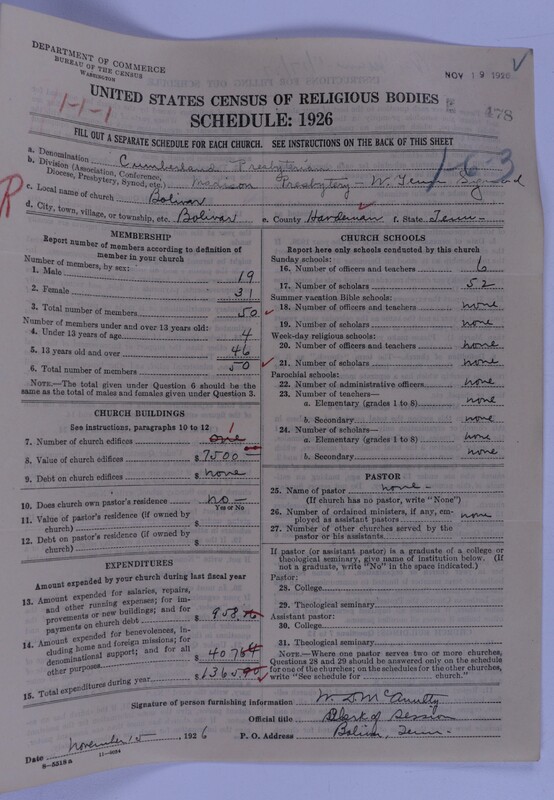 DEPARTMENT OF COMMERCE
BUREAU OF THE CENSUS
WASHINGTON
NOV 19 1926
1-1-1
UNITED STATES CENSUS OF RELIGIOUS BODIES
SCHEDULE: 1926
478
FILL OUT A SEPARATE SCHEDULE FOR EACH CHURCH. SEE INSTRUCTIONS ON THE BACK OF THIS SHEET
1-6-3
a. Denomination Cumberland Presbyterian
b. Division (Association, Conference, Diocese, Presbytery, Synod, etc.) Madison Presbytery - W. Tenn Synod
R
c. Local name of church Bolivar
d. City, town, village, or township, etc. Bolivar e. County Hardeman f. State Tenn-
MEMBERSHIP
Report number of members according to definition of
member in your church
Number of members, by sex:
1. Male 19
2. Female 31
3. Total number of members 50
Number of members under and over 13 years old:
4. Under 13 years of age 4
5. 13 years old and over 46
6. Total number of members 50
NOTE.—The total given under Question 6 should be
same as the total of males and females given under Question 3.
CHURCH BUILDINGS
See instructions, paragraphs 10 to 12
7. Number of church edifices one 1
8. Value of church edifices $ 7500
9. Debt on church edifices $ none
10. Does church own pastor's residence no -
Yes or No
11. Value of pastor's residence (if owned by
church) $
12. Debt on pastor's residence (if owned by
church) $
EXPENDITURES
Amount expended by your church during last fiscal year
13. Amount expended for salaries, repairs,
and other running expenses; for im-
provements or new buildings; and for
payments on church debt $ 958
14. Amount expended for benevolences, in-
cluding home and foreign missions; for
denominational support; and for all
other purposes 407
15. Total expenditures during year $ 1365
CHURCH SCHOOLS
Report here only schools conducted by this church
Sunday schools:
16. Number of officers and teachers 6
17. Number of scholars 52
Summer vacation Bible schools:
18. Number of officers and teachers none
19. Number of scholars none
Week-day religious schools:
20. Number of officers and teachers none
21. Number of scholars none
Parochial schools:
22. Number of administrative officers none
23. Number of teachers—
a. Elementary (grades 1 to 8) none
b. Secondary none
24. Number of scholars—
a. Elementary (grades 1 to 8) none
b. Secondary none
PASTOR
25. Name of pastor none -
(If church has no pastor, write "None")
26. Number of ordained ministers, if any, em-
ployed as assistant pastors none
27. Number of other churches served by the
pastor or his assistants
If pastor (or assistant pastor) is a graduate of a college or
theological seminary, give name of institution below. (If
not a graduate, write "No" in the space indicated.)
Pastor:
28. College
29. Theological seminary
Assistant pastor:
30. College
31. Theological seminary
NOTE.—Where one pastor serves two or more churches,
Questions 28 and 29 should be answered only on the schedule
for one of the churches; on the schedules for the other churches,
write "See schedule for church."
Signature of person furnishing information W. D. McAnulty
Official title Clerk of Session
Date November 15 1926 P. O. Address Bolivar, Tenn-
8-5318 a